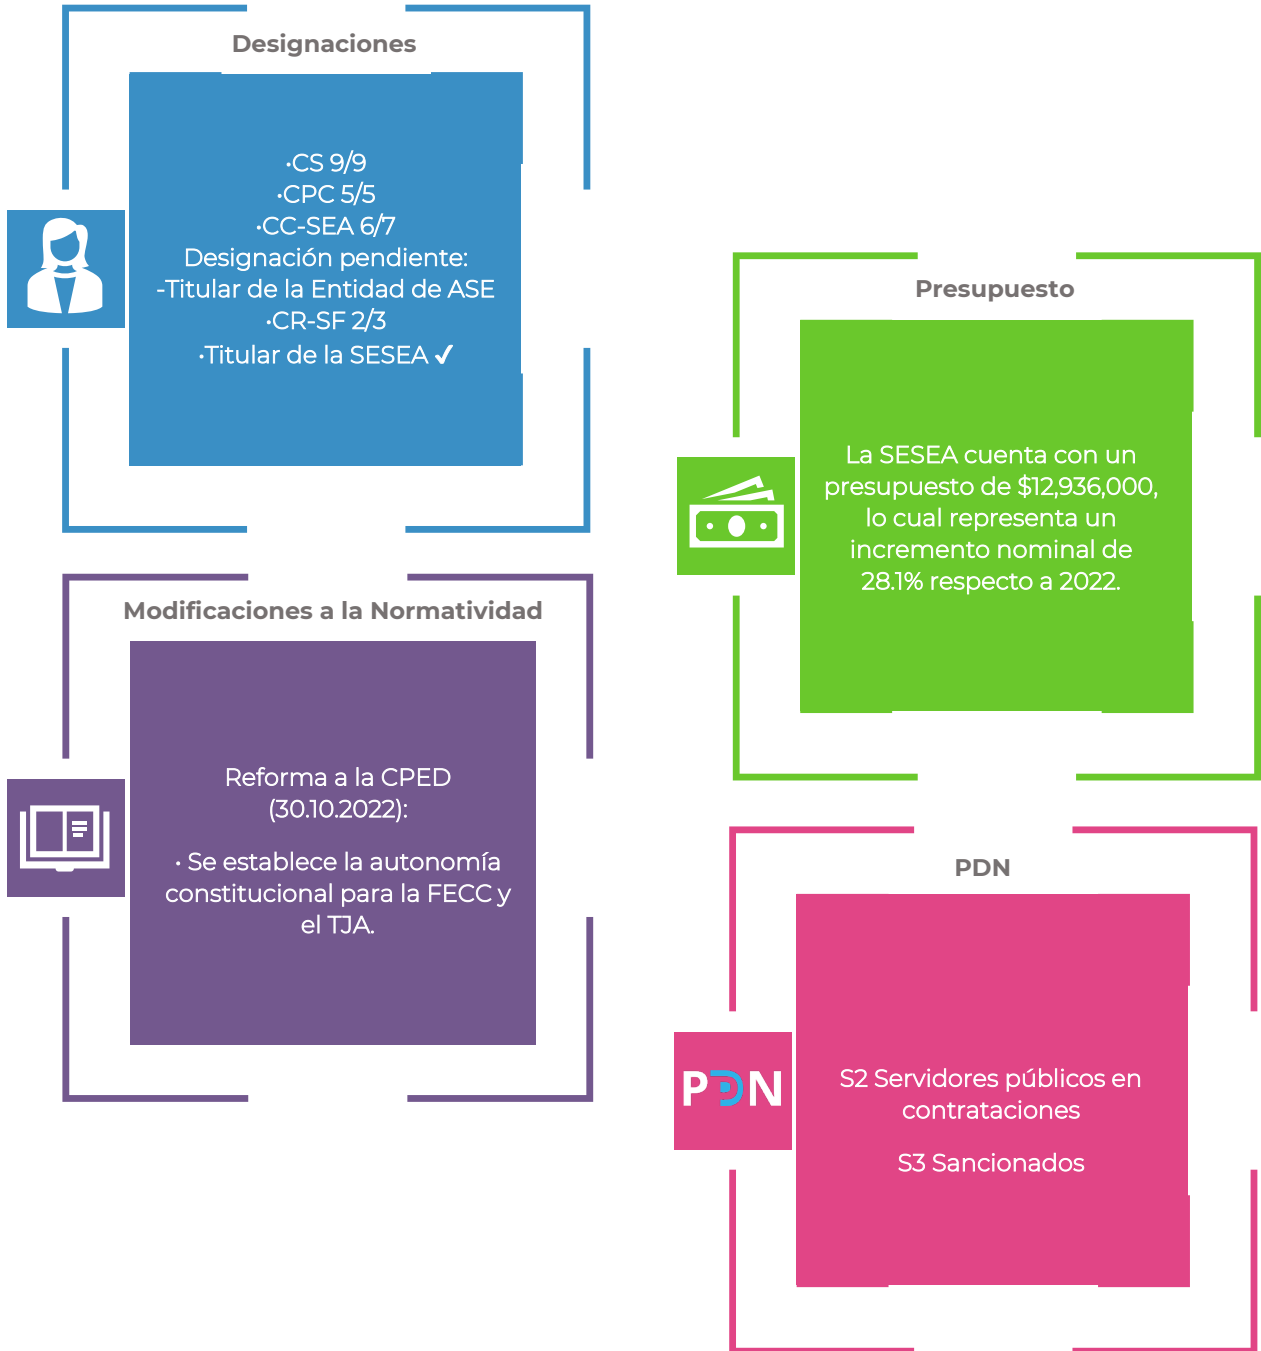 Designaciones
•CS 9/9
•CPC 5/5
•CC-SEA 6/7
Designación pendiente:
-Titular de la Entidad de ASE
•CR-SF 2/3
•Titular de la SESEA ✔
Modificaciones a la Normatividad
Reforma a la CPED
(30.10.2022):
• Se establece la autonomía
constitucional para la FECC y
el TJA.
Presupuesto
La SESEA cuenta con un
presupuesto de $12,936,000,
lo cual representa un
incremento nominal de
28.1% respecto a 2022.
PDN
PDN
S2 Servidores públicos en
contrataciones
S3 Sancionados